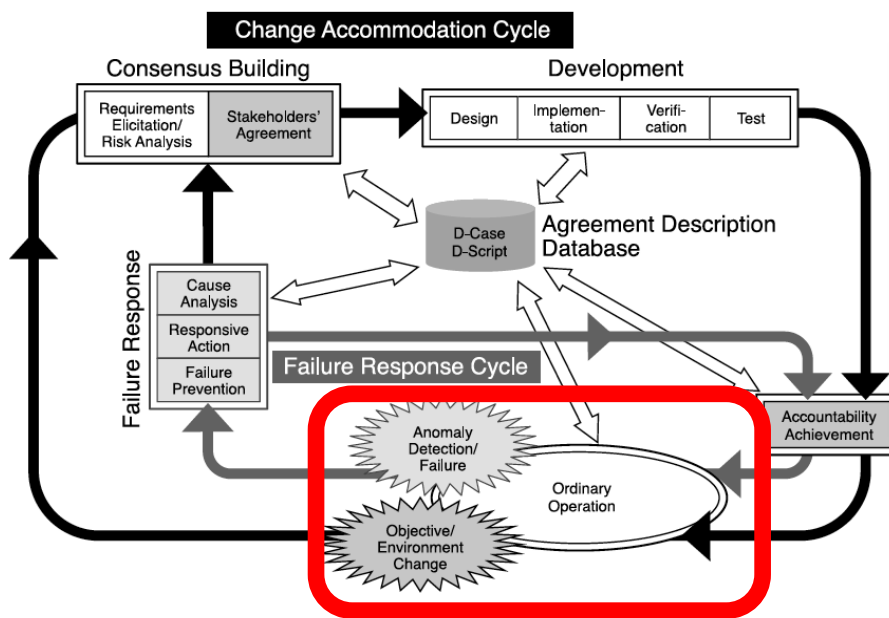 Change Accommodation Cycle
Consensus Building
Development
Requirements
Elicitation/
Risk Analysis
Stakeholders'
Agreement
Design
Implemen-
tation
Verifi-
cation
Test
D-Case
D-Script
Agreement Description
Database
Failure Response
Cause
Analysis
Responsive
Action
Failure
Prevention
Failure Response Cycle
Accountability
Achievement
Anomaly
Detection/
Failure
Ordinary
Operation
Objective/
Environment
Change